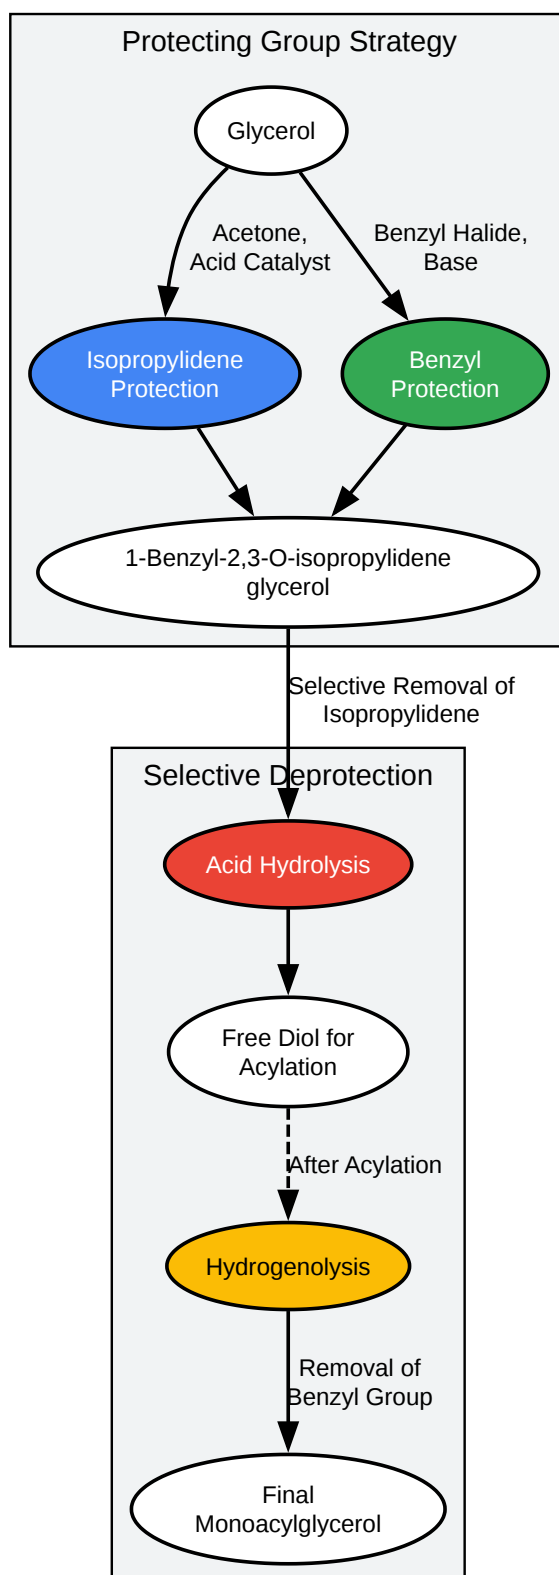 Protecting Group Strategy
Glycerol
Acetone,
Acid Catalyst
Benzyl Halide,
Base
Isopropylidene
Protection
Benzyl
Protection
1-Benzyl-2,3-O-isopropylidene
glycerol
Selective Removal of
Isopropylidene
Selective Deprotection
Acid Hydrolysis
Free Diol for
Acylation
After Acylation
Hydrogenolysis
Removal of
Benzyl Group
Final
Monoacylglycerol